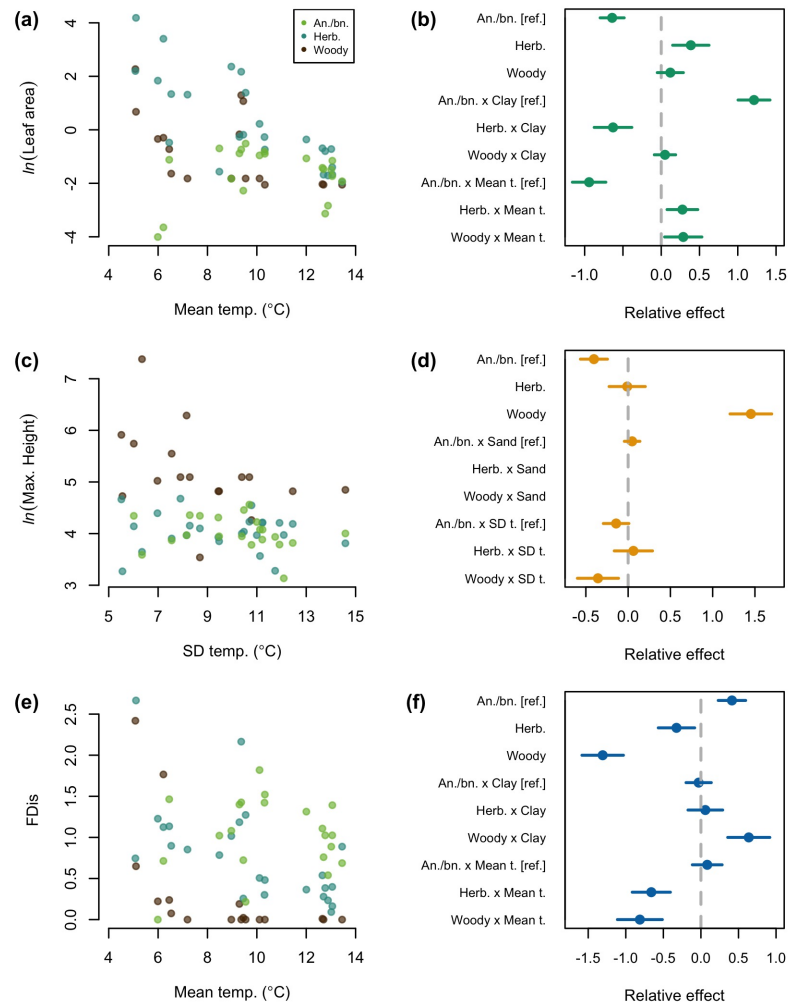 (a)
ln(Leaf area)
4
2
0
-2
-4
An./bn.
Herb.
Woody
4 6 8 10 12 14
Mean temp. (°C)
(b)
An./bn. [ref.]
Herb.
Woody
An./bn. x Clay [ref.]
Herb. x Clay
Woody x Clay
An./bn. x Mean t. [ref.]
Herb. x Mean t.
Woody x Mean t.
-1.0 0.0 0.5 1.0 1.5
Relative effect
(c)
ln(Max. Height)
7
6
5
4
3
5 7 9 11 13 15
SD temp. (°C)
(d)
An./bn. [ref.]
Herb.
Woody
An./bn. x Sand [ref.]
Herb. x Sand
Woody x Sand
An./bn. x SD t. [ref.]
Herb. x SD t.
Woody x SD t.
-0.5 0.0 0.5 1.0 1.5
Relative effect
(e)
FDis
2.5
2.0
1.5
1.0
0.5
0.0
4 6 8 10 12 14
Mean temp. (°C)
(f)
An./bn. [ref.]
Herb.
Woody
An./bn. x Clay [ref.]
Herb. x Clay
Woody x Clay
An./bn. x Mean t. [ref.]
Herb. x Mean t.
Woody x Mean t.
-1.5 -1.0 -0.5 0.0 0.5 1.0
Relative effect